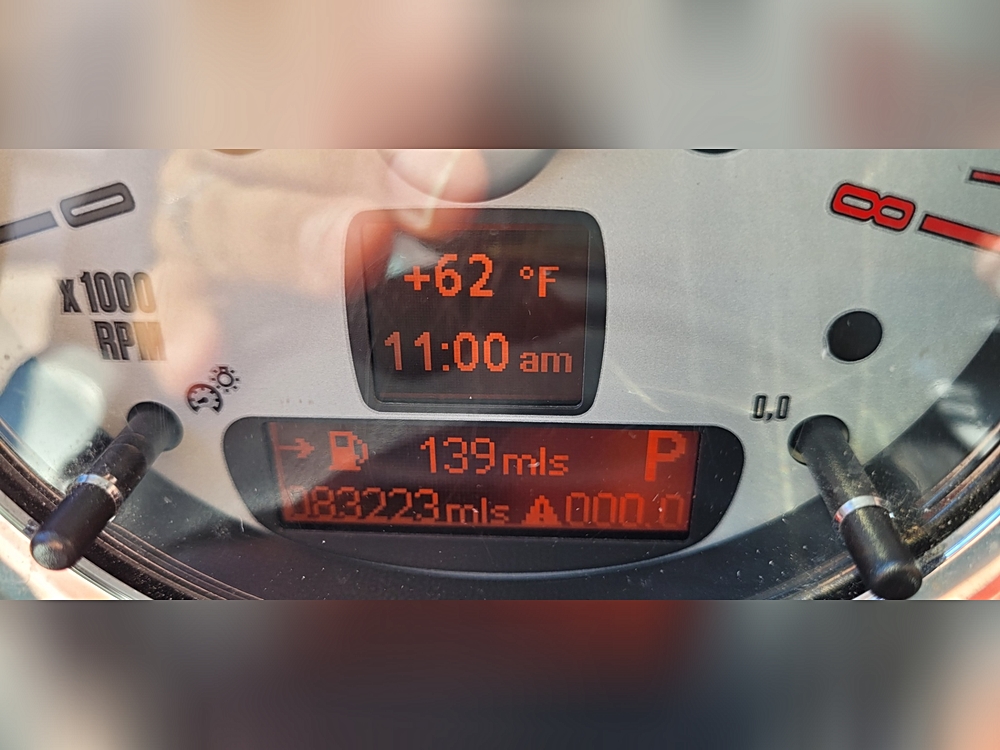 0
8
x1000
RPM
+62 °F
11:00 am
0,0
139 mls P
083223 mls 000.0